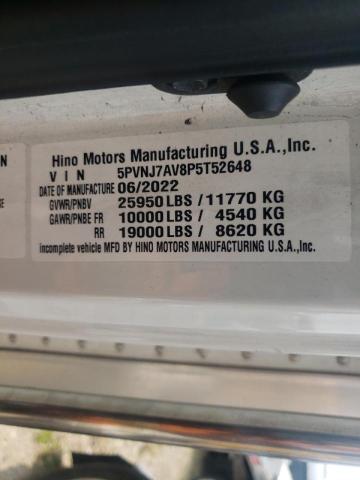 N
Hino Motors Manufacturing U.S.A.,Inc.
V I N 5PVNJ7AV8P5T52648
DATE OF MANUFACTURE 06/2022
GVWR/PNBV 25950 LBS / 11770 KG
GAWR/PNBE FR 10000 LBS / 4540 KG
RR 19000 LBS / 8620 KG
incomplete vehicle MFD BY HINO MOTORS MANUFACTURING U.S.A.,INC.